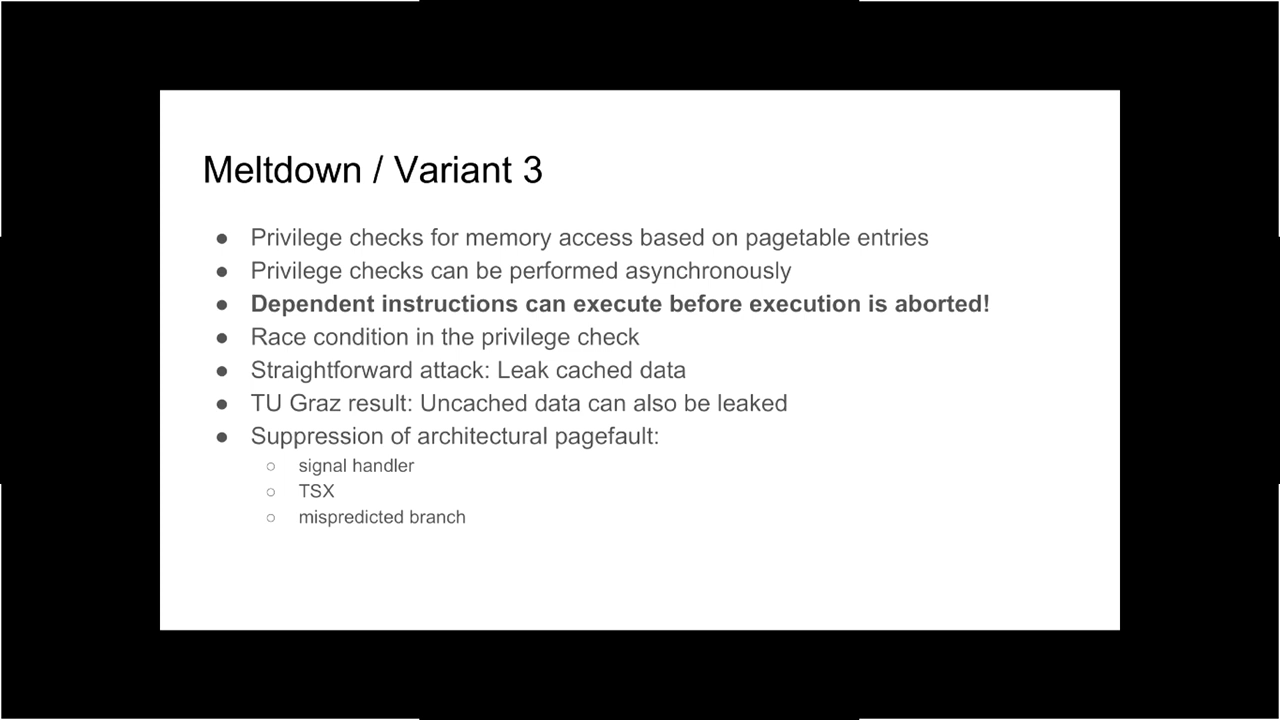 Meltdown / Variant 3
● Privilege checks for memory access based on pagetable entries
● Privilege checks can be performed asynchronously
● Dependent instructions can execute before execution is aborted!
● Race condition in the privilege check
● Straightforward attack: Leak cached data
● TU Graz result: Uncached data can also be leaked
● Suppression of architectural pagefault:
○ signal handler
○ TSX
○ mispredicted branch